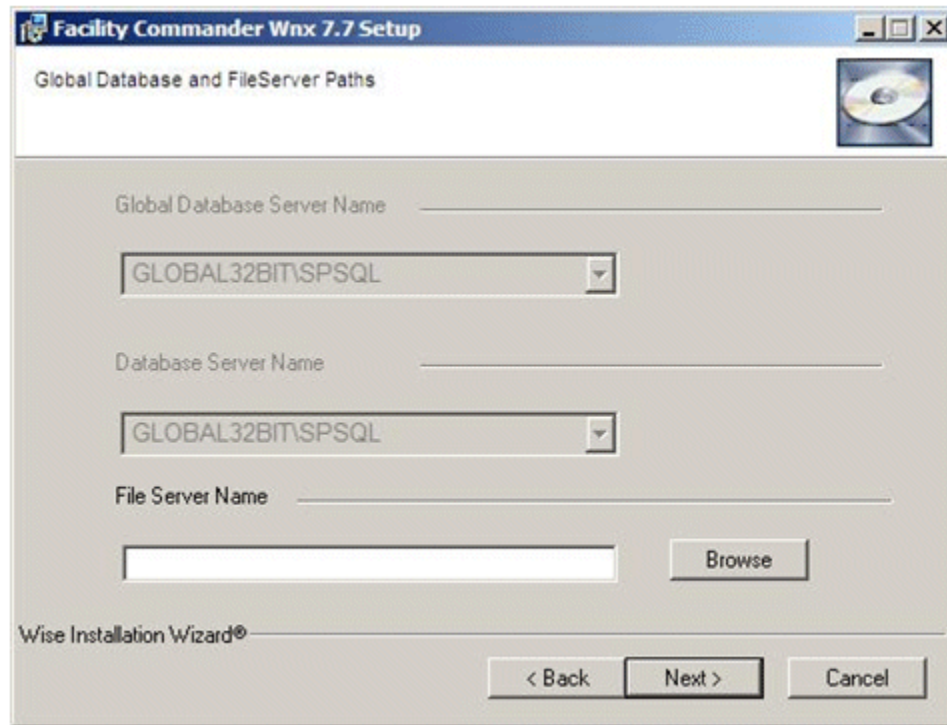 Facility Commander Wnx 7.7 Setup
Global Database and FileServer Paths
Global Database Server Name
GLOBAL32BIT\SPSQL
Database Server Name
GLOBAL32BIT\SPSQL
File Server Name
Browse
Wise Installation Wizard®
< Back Next > Cancel